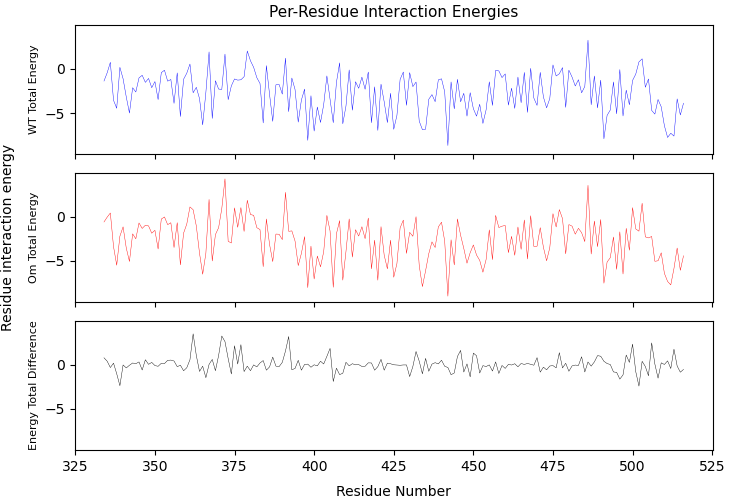 Per-Residue Interaction Energies
Residue interaction energy
WT Total Energy
0
−5
Om Total Energy
0
−5
Energy Total Difference
0
−5
325 350 375 400 425 450 475 500 525
Residue Number